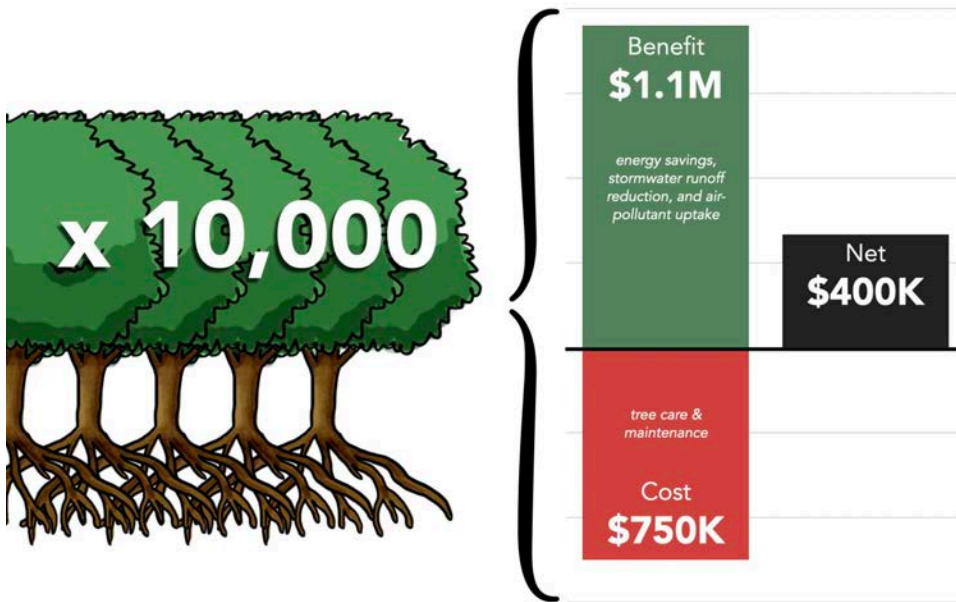 x 10,000
Benefit
$1.1M
energy savings,
stormwater runoff
reduction, and air-
pollutant uptake
Net
$400K
tree care &
maintenance
Cost
$750K